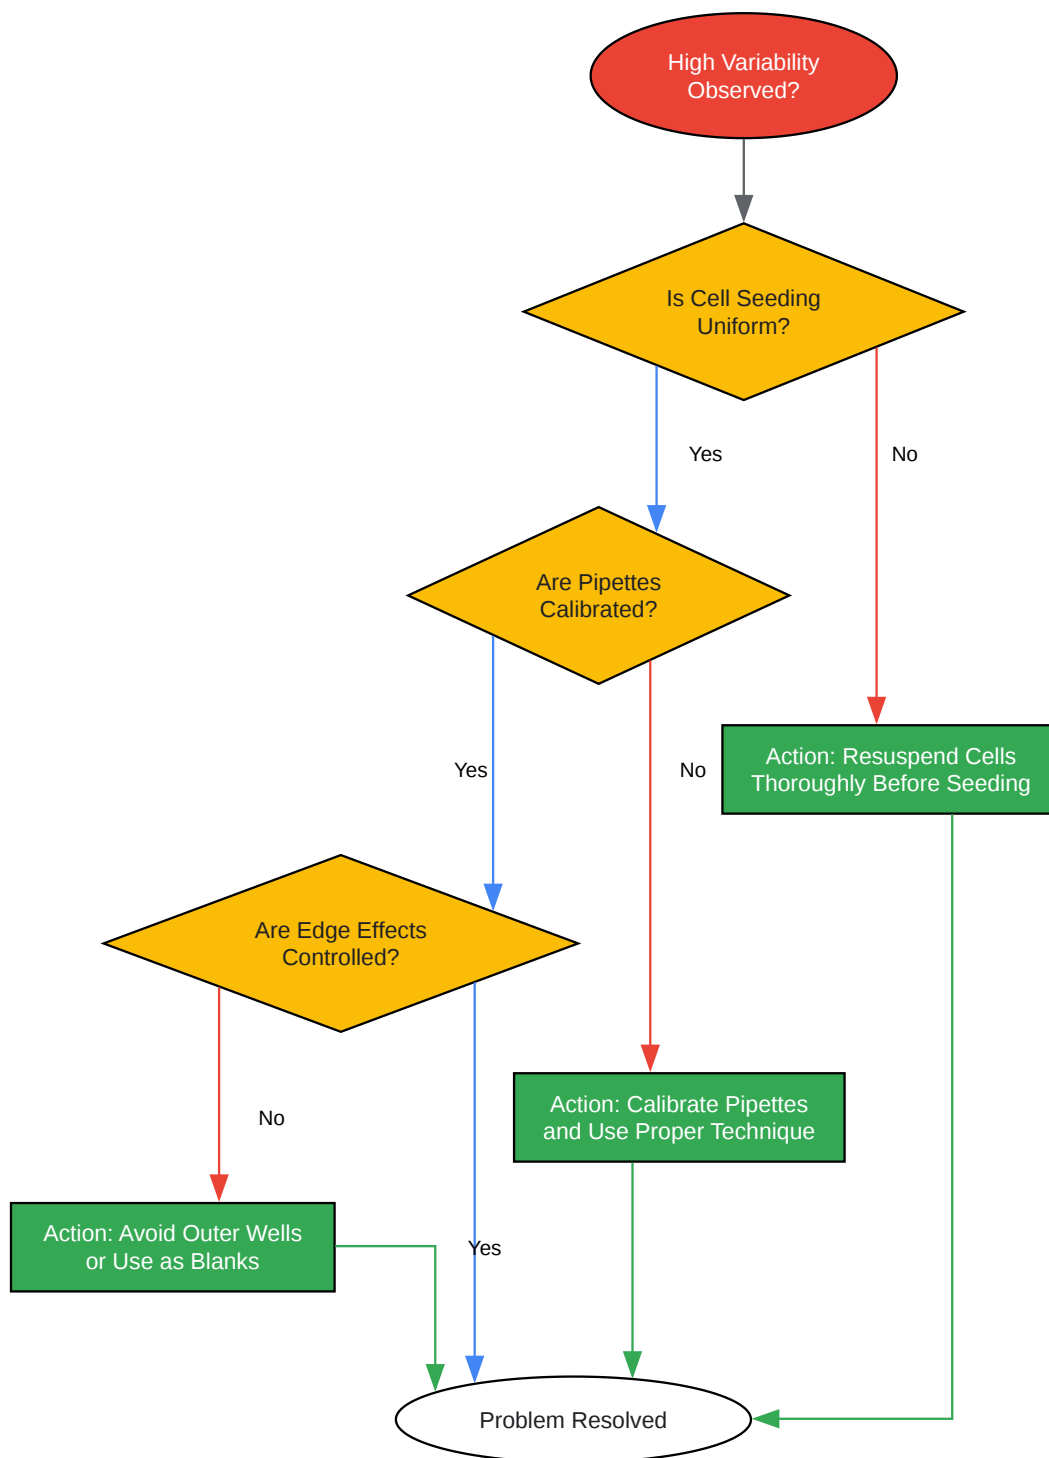 High Variability
Observed?
Is Cell Seeding
Uniform?
Yes
No
Are Pipettes
Calibrated?
Yes
No
Action: Resuspend Cells
Thoroughly Before Seeding
Are Edge Effects
Controlled?
No
Action: Calibrate Pipettes
and Use Proper Technique
Action: Avoid Outer Wells
or Use as Blanks
Yes
Problem Resolved